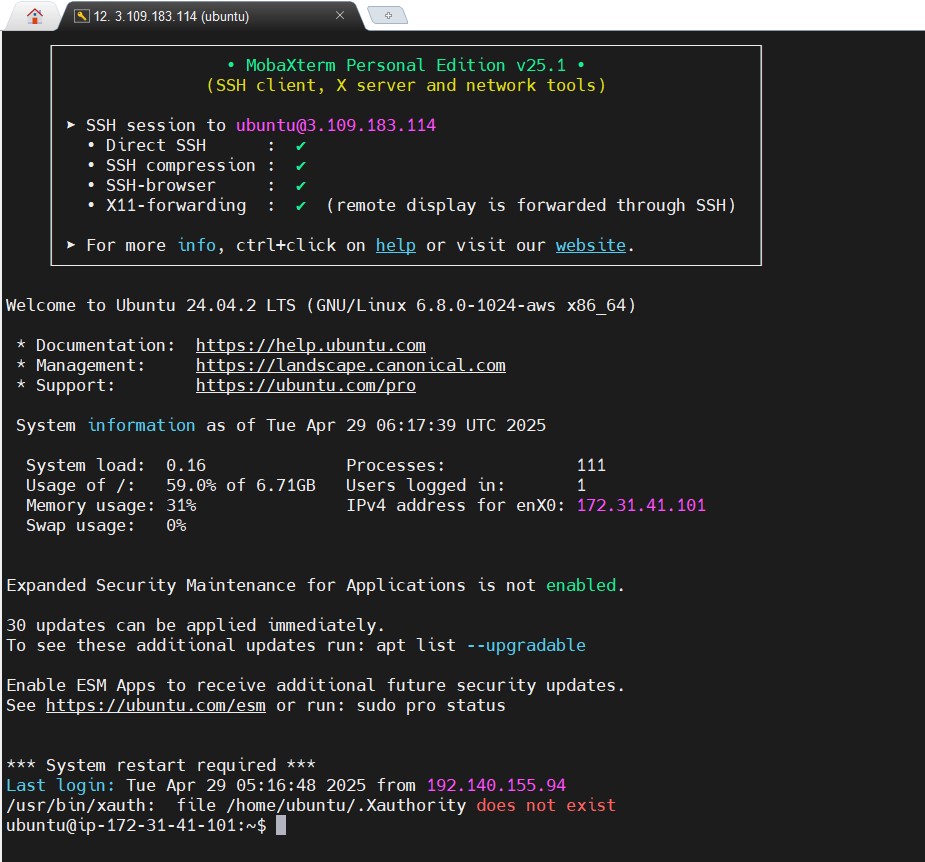 12. 3.109.183.114 (ubuntu)
• MobaXterm Personal Edition v25.1 •
(SSH client, X server and network tools)
➤ SSH session to ubuntu@3.109.183.114
• Direct SSH : ✔
• SSH compression : ✔
• SSH-browser : ✔
• X11-forwarding : ✔ (remote display is forwarded through SSH)
➤ For more info, ctrl+click on help or visit our website.
Welcome to Ubuntu 24.04.2 LTS (GNU/Linux 6.8.0-1024-aws x86_64)
* Documentation: https://help.ubuntu.com
* Management: https://landscape.canonical.com
* Support: https://ubuntu.com/pro
System information as of Tue Apr 29 06:17:39 UTC 2025
System load: 0.16 Processes: 111
Usage of /: 59.0% of 6.71GB Users logged in: 1
Memory usage: 31% IPv4 address for enX0: 172.31.41.101
Swap usage: 0%
Expanded Security Maintenance for Applications is not enabled.
30 updates can be applied immediately.
To see these additional updates run: apt list --upgradable
Enable ESM Apps to receive additional future security updates.
See https://ubuntu.com/esm or run: sudo pro status
*** System restart required ***
Last login: Tue Apr 29 05:16:48 2025 from 192.140.155.94
/usr/bin/xauth: file /home/ubuntu/.Xauthority does not exist
ubuntu@ip-172-31-41-101:~$